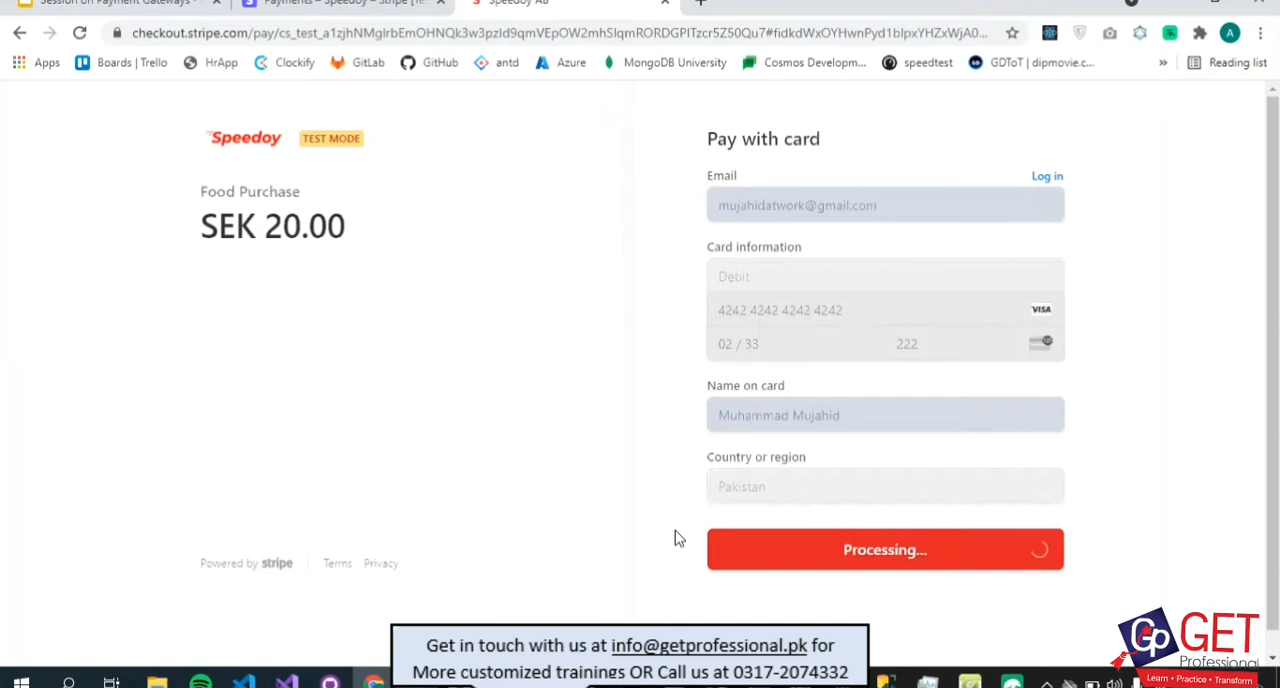 Session on Payment Gateways -
Payments – Speedoy – Stripe [Te
Speedoy AB
checkout.stripe.com/pay/cs_test_a1zjhNMglrbEmOHNQk3w3pzId9qmVEpOW2mhSlqmRORDGPlTzcr5Z50Qu7#fidkdWxOYHwnPyd1blpxYHZxWjA0...
Apps
Boards | Trello
HrApp
Clockify
GitLab
GitHub
antd
Azure
MongoDB University
Cosmos Developm...
speedtest
GDToT | dipmovie.c...
»
Reading list
Speedoy TEST MODE
Food Purchase
SEK 20.00
Powered by stripe
Terms Privacy
Pay with card
Email Log in
mujahidatwork@gmail.com
Card information
Debit
4242 4242 4242 4242 VISA
02 / 33 222
Name on card
Muhammad Mujahid
Country or region
Pakistan
Processing...
Get in touch with us at info@getprofessional.pk for
More customized trainings OR Call us at 0317-2074332
Gp GET
Professional
Learn • Practice • Transform